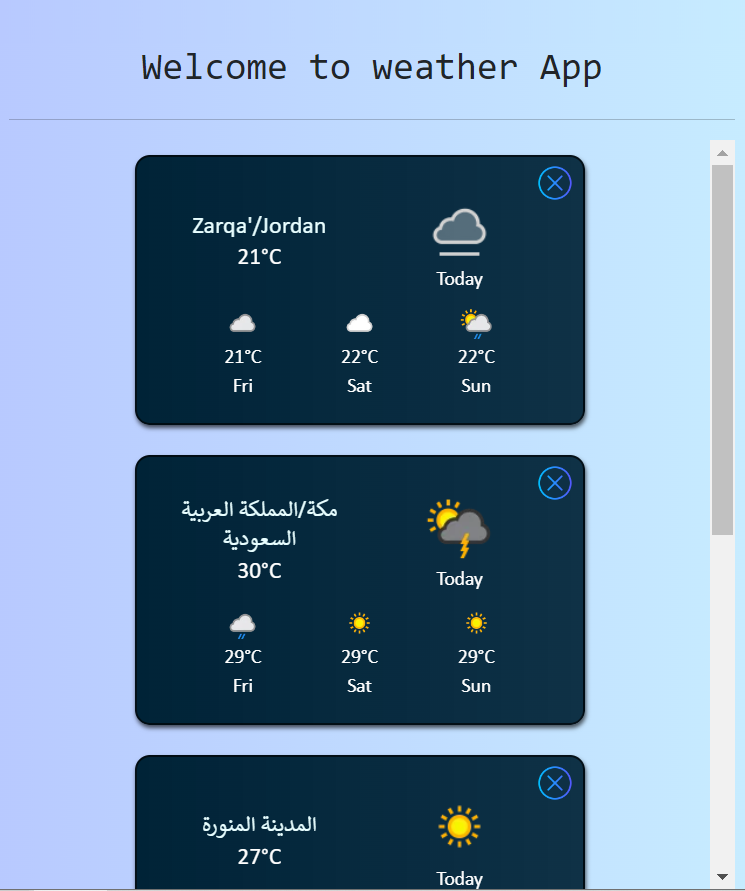 Welcome to weather App
Zarqa'/Jordan
21°C
Today
21°C 22°C 22°C
Fri Sat Sun
مكة/المملكة العربية
السعودية
30°C
Today
29°C 29°C 29°C
Fri Sat Sun
المدينة المنورة
27°C
Today